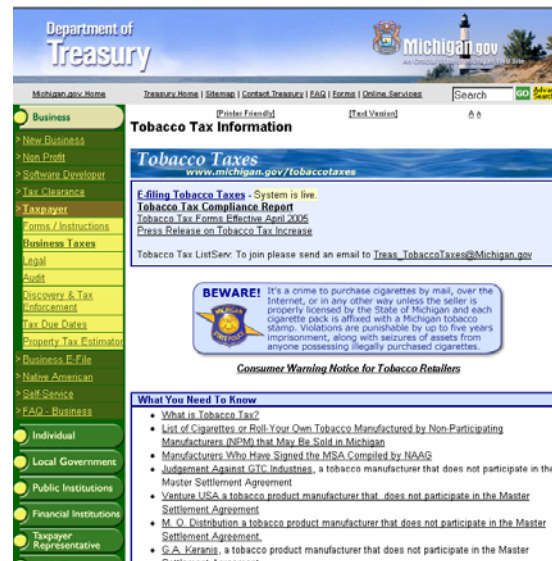 Department of
Treasury
Michigan.gov
An Official State of Michigan Web Site
Michigan.gov Home
Treasury Home | Sitemap | Contact Treasury | FAQ | Forms | Online Services
Search
GO
Advanced
Search
Business
> New Business
> Non Profit
> Software Developer
> Tax Clearance
> Taxpayer
Forms / Instructions
Business Taxes
Legal
Audit
Discovery & Tax
Enforcement
Tax Due Dates
Property Tax Estimator
> Business E-File
> Native American
> Self-Service
> FAQ - Business
Individual
Local Government
Public Institutions
Financial Institutions
Taxpayer
Representative
[Printer Friendly] [Text Version] A A
Tobacco Tax Information
Tobacco Taxes
www.michigan.gov/tobaccotaxes
E-filing Tobacco Taxes - System is live.
Tobacco Tax Compliance Report
Tobacco Tax Forms Effective April 2005
Press Release on Tobacco Tax Increase
Tobacco Tax ListServ: To join please send an email to Treas_TobaccoTaxes@Michigan.gov
BEWARE! It's a crime to purchase cigarettes by mail, over the
Internet, or in any other way unless the seller is
properly licensed by the State of Michigan and each
cigarette pack is affixed with a Michigan tobacco
stamp. Violations are punishable by up to five years
imprisonment, along with seizures of assets from
anyone possessing illegally purchased cigarettes.
Consumer Warning Notice for Tobacco Retailers
What You Need To Know
• What is Tobacco Tax?
• List of Cigarettes or Roll-Your Own Tobacco Manufactured by Non-Participating
Manufacturers (NPM) that May Be Sold in Michigan
• Manufacturers Who Have Signed the MSA Compiled by NAAG
• Judgement Against GTC Industries, a tobacco manufacturer that does not participate in the
Master Settlement Agreement
• Venture USA a tobacco product manufacturer that does not participate in the Master
Settlement Agreement
• M. O. Distribution a tobacco product manufacturer that does not participate in the Master
Settlement Agreement.
• G.A. Keranis, a tobacco product manufacturer that does not participate in the Master
Settlement Agreement